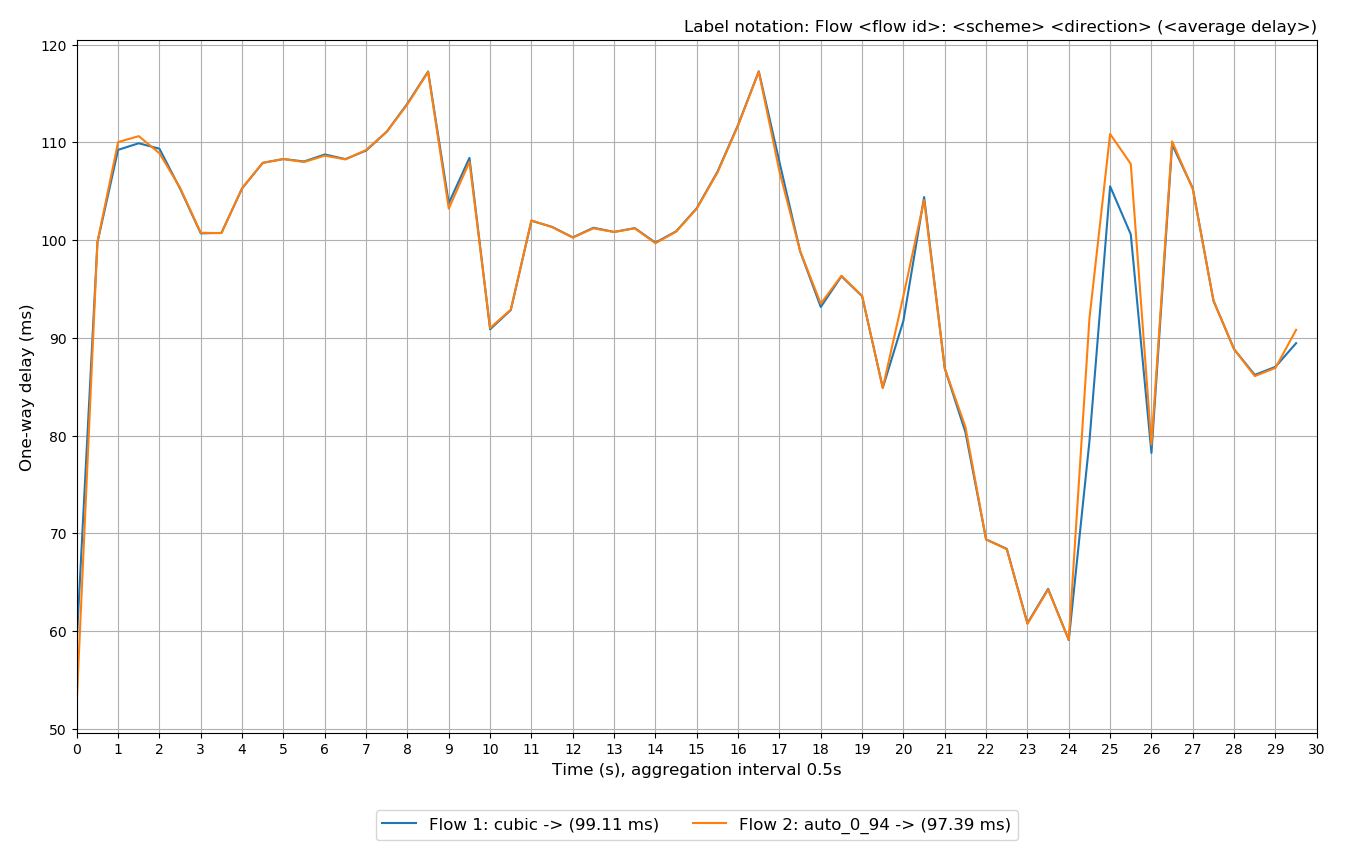 Label notation: Flow <flow id>: <scheme> <direction> (<average delay>)
120
110
100
90
80
70
60
50
One-way delay (ms)
0 1 2 3 4 5 6 7 8 9 10 11 12 13 14 15 16 17 18 19 20 21 22 23 24 25 26 27 28 29 30
Time (s), aggregation interval 0.5s
Flow 1: cubic -> (99.11 ms) Flow 2: auto_0_94 -> (97.39 ms)